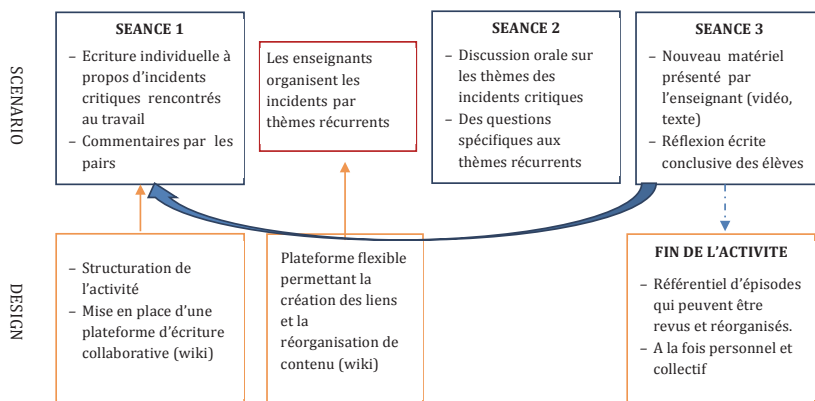 SCENARIO
SEANCE 1
– Ecriture individuelle à
propos d'incidents
critiques rencontrés
au travail
– Commentaires par les
pairs
Les enseignants
organisent les
incidents par
thèmes récurrents
SEANCE 2
– Discussion orale sur
les thèmes des
incidents critiques
– Des questions
spécifiques aux
thèmes récurrents
SEANCE 3
– Nouveau matériel
présenté par
l'enseignant (vidéo,
texte)
– Réflexion écrite
conclusive des élèves
DESIGN
– Structuration de
l'activité
– Mise en place d'une
plateforme d'écriture
collaborative (wiki)
Plateforme flexible
permettant la
création des liens
et la
réorganisation de
contenu (wiki)
FIN DE L'ACTIVITE
– Référentiel d'épisodes
qui peuvent être
revus et réorganisés.
– A la fois personnel et
collectif